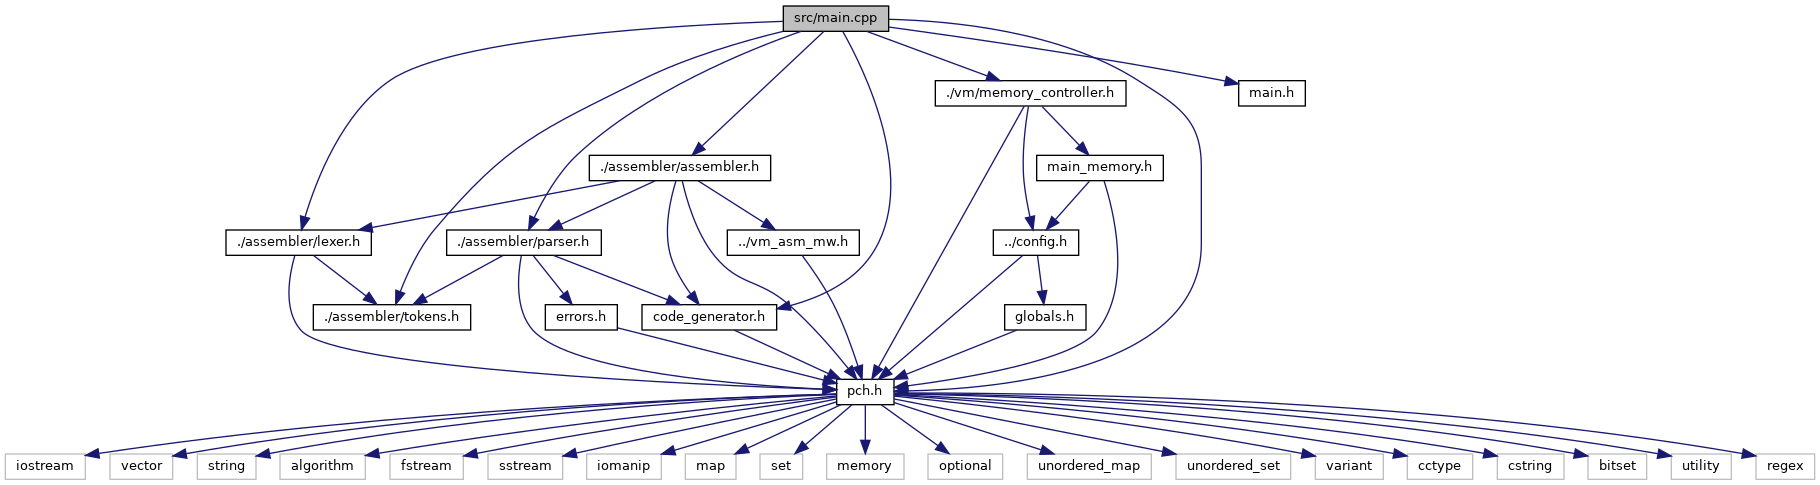 src/main.cpp
./vm/memory_controller.h
main.h
./assembler/assembler.h
main_memory.h
./assembler/lexer.h
./assembler/parser.h
../vm_asm_mw.h
../config.h
./assembler/tokens.h
errors.h
code_generator.h
globals.h
pch.h
iostream
vector
string
algorithm
fstream
sstream
iomanip
map
set
memory
optional
unordered_map
unordered_set
variant
cctype
cstring
bitset
utility
regex